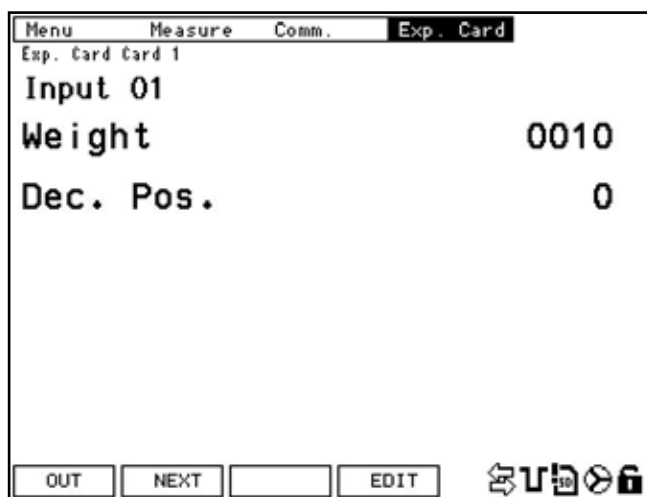 Menu Measure Comm. Exp. Card
Exp. Card Card 1
Input 01
Weight 0010
Dec. Pos. 0
OUT NEXT EDIT SD